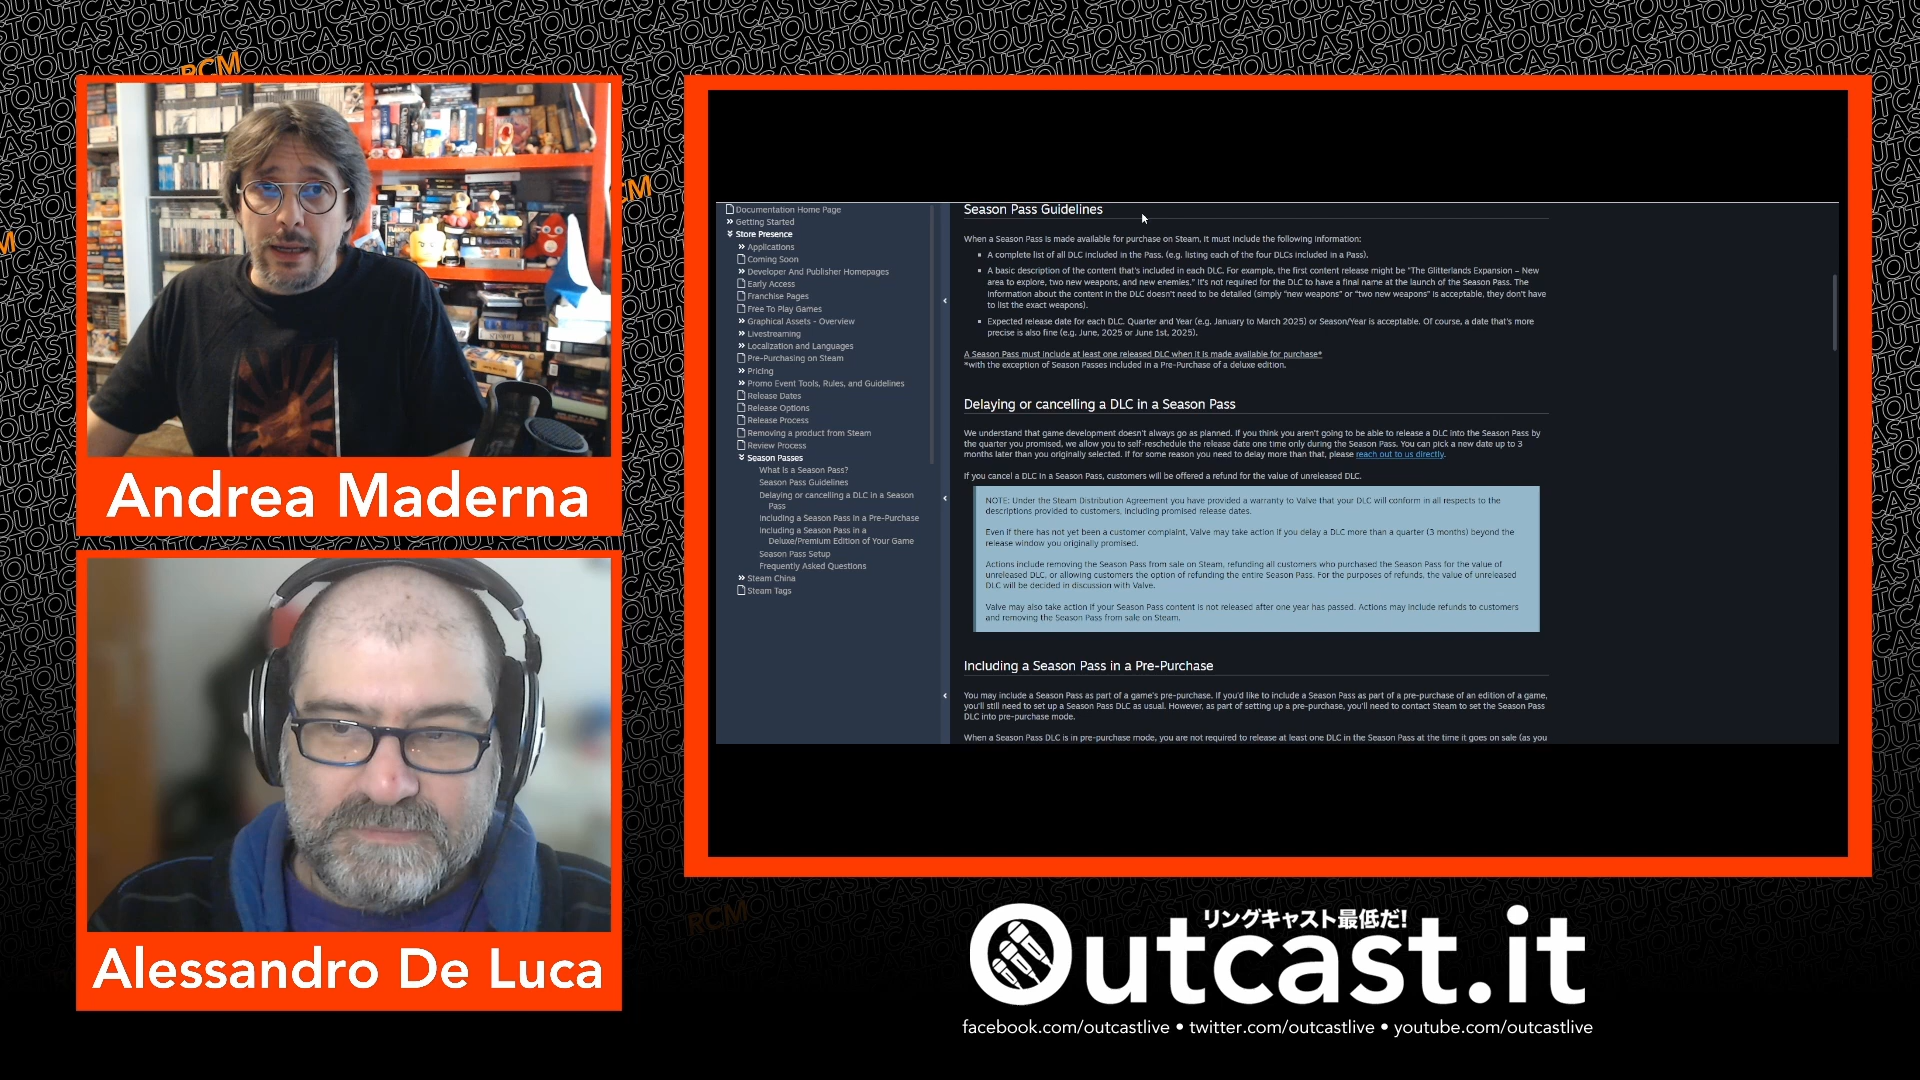 RCM
Andrea Maderna
Alessandro De Luca
Documentation Home Page
Getting Started
Store Presence
Applications
Coming Soon
Developer And Publisher Homepages
Early Access
Franchise Pages
Free To Play Games
Graphical Assets - Overview
Livestreaming
Localization and Languages
Pre-Purchasing on Steam
Pricing
Promo Event Tools, Rules, and Guidelines
Release Dates
Release Options
Release Process
Removing a product from Steam
Review Process
Season Passes
What is a Season Pass?
Season Pass Guidelines
Delaying or cancelling a DLC in a Season
Pass
Including a Season Pass in a Pre-Purchase
Including a Season Pass in a
Deluxe/Premium Edition of Your Game
Season Pass Setup
Frequently Asked Questions
Steam China
Steam Tags
Season Pass Guidelines
When a Season Pass is made available for purchase on Steam, it must include the following information:
A complete list of all DLC included in the Pass. (e.g. listing each of the four DLCs included in a Pass).
A basic description of the content that's included in each DLC. For example, the first content release might be "The Glitterlands Expansion – New
area to explore, two new weapons, and new enemies." It's not required for the DLC to have a final name at the launch of the Season Pass. The
information about the content in the DLC doesn't need to be detailed (simply "new weapons" or "two new weapons" is acceptable, they don't have
to list the exact weapons).
Expected release date for each DLC. Quarter and Year (e.g. January to March 2025) or Season/Year is acceptable. Of course, a date that's more
precise is also fine (e.g. June, 2025 or June 1st, 2025).
A Season Pass must include at least one released DLC when it is made available for purchase*
*with the exception of Season Passes included in a Pre-Purchase of a deluxe edition.
Delaying or cancelling a DLC in a Season Pass
We understand that game development doesn't always go as planned. If you think you aren't going to be able to release a DLC into the Season Pass by
the quarter you promised, we allow you to self-reschedule the release date one time only during the Season Pass. You can pick a new date up to 3
months later than you originally selected. If for some reason you need to delay more than that, please reach out to us directly.
If you cancel a DLC in a Season Pass, customers will be offered a refund for the value of unreleased DLC.
NOTE: Under the Steam Distribution Agreement you have provided a warranty to Valve that your DLC will conform in all respects to the
descriptions provided to customers, including promised release dates.
Even if there has not yet been a customer complaint, Valve may take action if you delay a DLC more than a quarter (3 months) beyond the
release window you originally promised.
Actions include removing the Season Pass from sale on Steam, refunding all customers who purchased the Season Pass for the value of
unreleased DLC, or allowing customers the option of refunding the entire Season Pass. For the purposes of refunds, the value of unreleased
DLC will be decided in discussion with Valve.
Valve may also take action if your Season Pass content is not released after one year has passed. Actions may include refunds to customers
and removing the Season Pass from sale on Steam.
Including a Season Pass in a Pre-Purchase
You may include a Season Pass as part of a game's pre-purchase. If you'd like to include a Season Pass as part of a pre-purchase of an edition of a game,
you'll still need to set up a Season Pass DLC as usual. However, as part of setting up a pre-purchase, you'll need to contact Steam to set the Season Pass
DLC into pre-purchase mode.
When a Season Pass DLC is in pre-purchase mode, you are not required to release at least one DLC in the Season Pass at the time it goes on sale (as you
リングキャスト最低だ!
Outcast.it
facebook.com/outcastlive • twitter.com/outcastlive • youtube.com/outcastlive